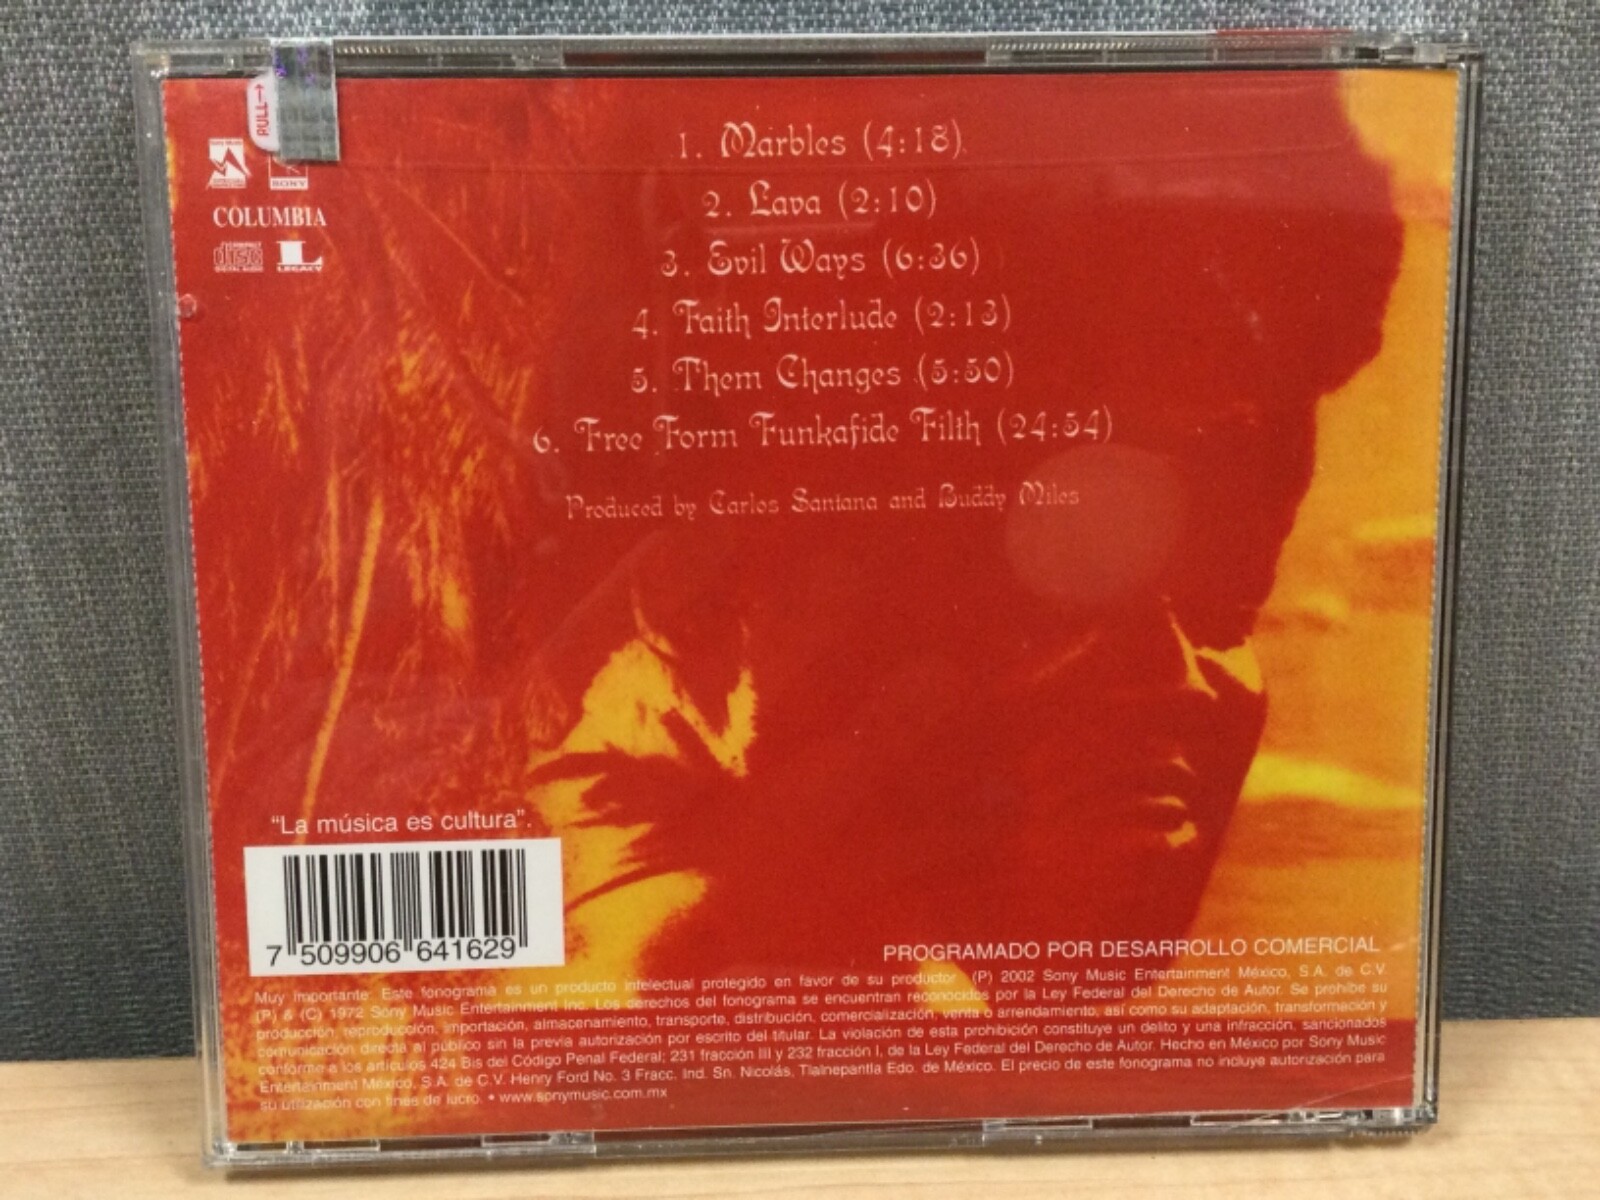 PULL→
SONY
COLUMBIA
COMPACT
disc
DIGITAL AUDIO
L
LEGACY
1. Marbles (4:18)
2. Lava (2:10)
3. Evil Ways (6:36)
4. Faith Interlude (2:13)
5. Them Changes (5:50)
6. Free Form Funkafide Filth (24:54)
Produced by Carlos Santana and Buddy Miles
“La música es cultura”.
7 509906 641629
PROGRAMADO POR DESARROLLO COMERCIAL
Muy Importante: Este fonograma es un producto intelectual protegido en favor de su productor. (P) 2002 Sony Music Entertainment México, S.A. de C.V.
(P) & (C) 1972 Sony Music Entertainment Inc. Los derechos del fonograma se encuentran reconocidos por la Ley Federal del Derecho de Autor. Se prohibe su
producción, reproducción, importación, almacenamiento, transporte, distribución, comercialización, venta o arrendamiento, así como su adaptación, transformación y
comunicación directa al público sin la previa autorización por escrito del titular. La violación de esta prohibición constituye un delito y una infracción, sancionados
conforme a los artículos 424 Bis del Código Penal Federal; 231 fracción III y 232 fracción I, de la Ley Federal del Derecho de Autor. Hecho en México por Sony Music
Entertainment México, S.A. de C.V. Henry Ford No. 3 Fracc. Ind. Sn. Nicolás, Tlalnepantla Edo. de México. El precio de este fonograma no incluye autorización para
su utilización con fines de lucro. • www.sonymusic.com.mx